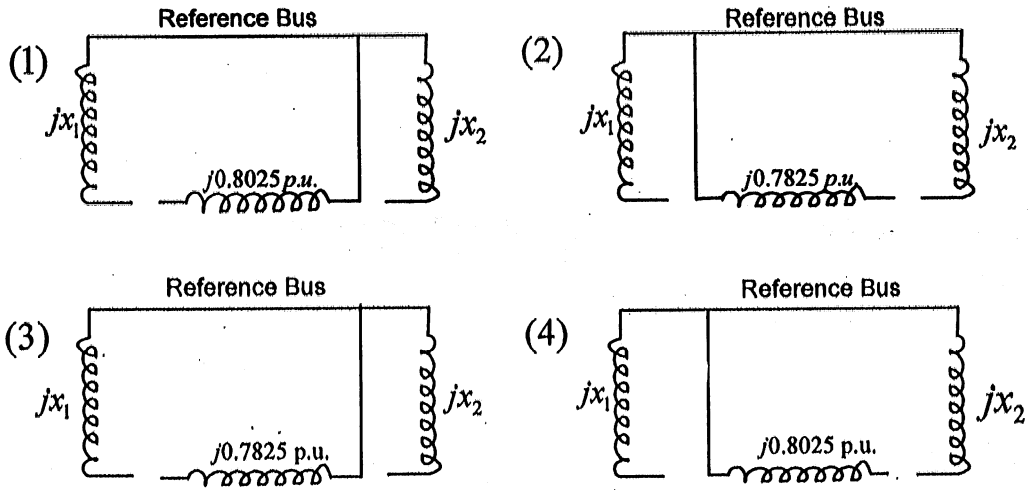 Reference Bus
(1)
jx₁
jx₂
j0.8025 p.u.
Reference Bus
(2)
jx₁
jx₂
j0.7825 p.u.
Reference Bus
(3)
jx₁
jx₂
j0.7825 p.u.
Reference Bus
(4)
jx₁
jx₂
j0.8025 p.u.